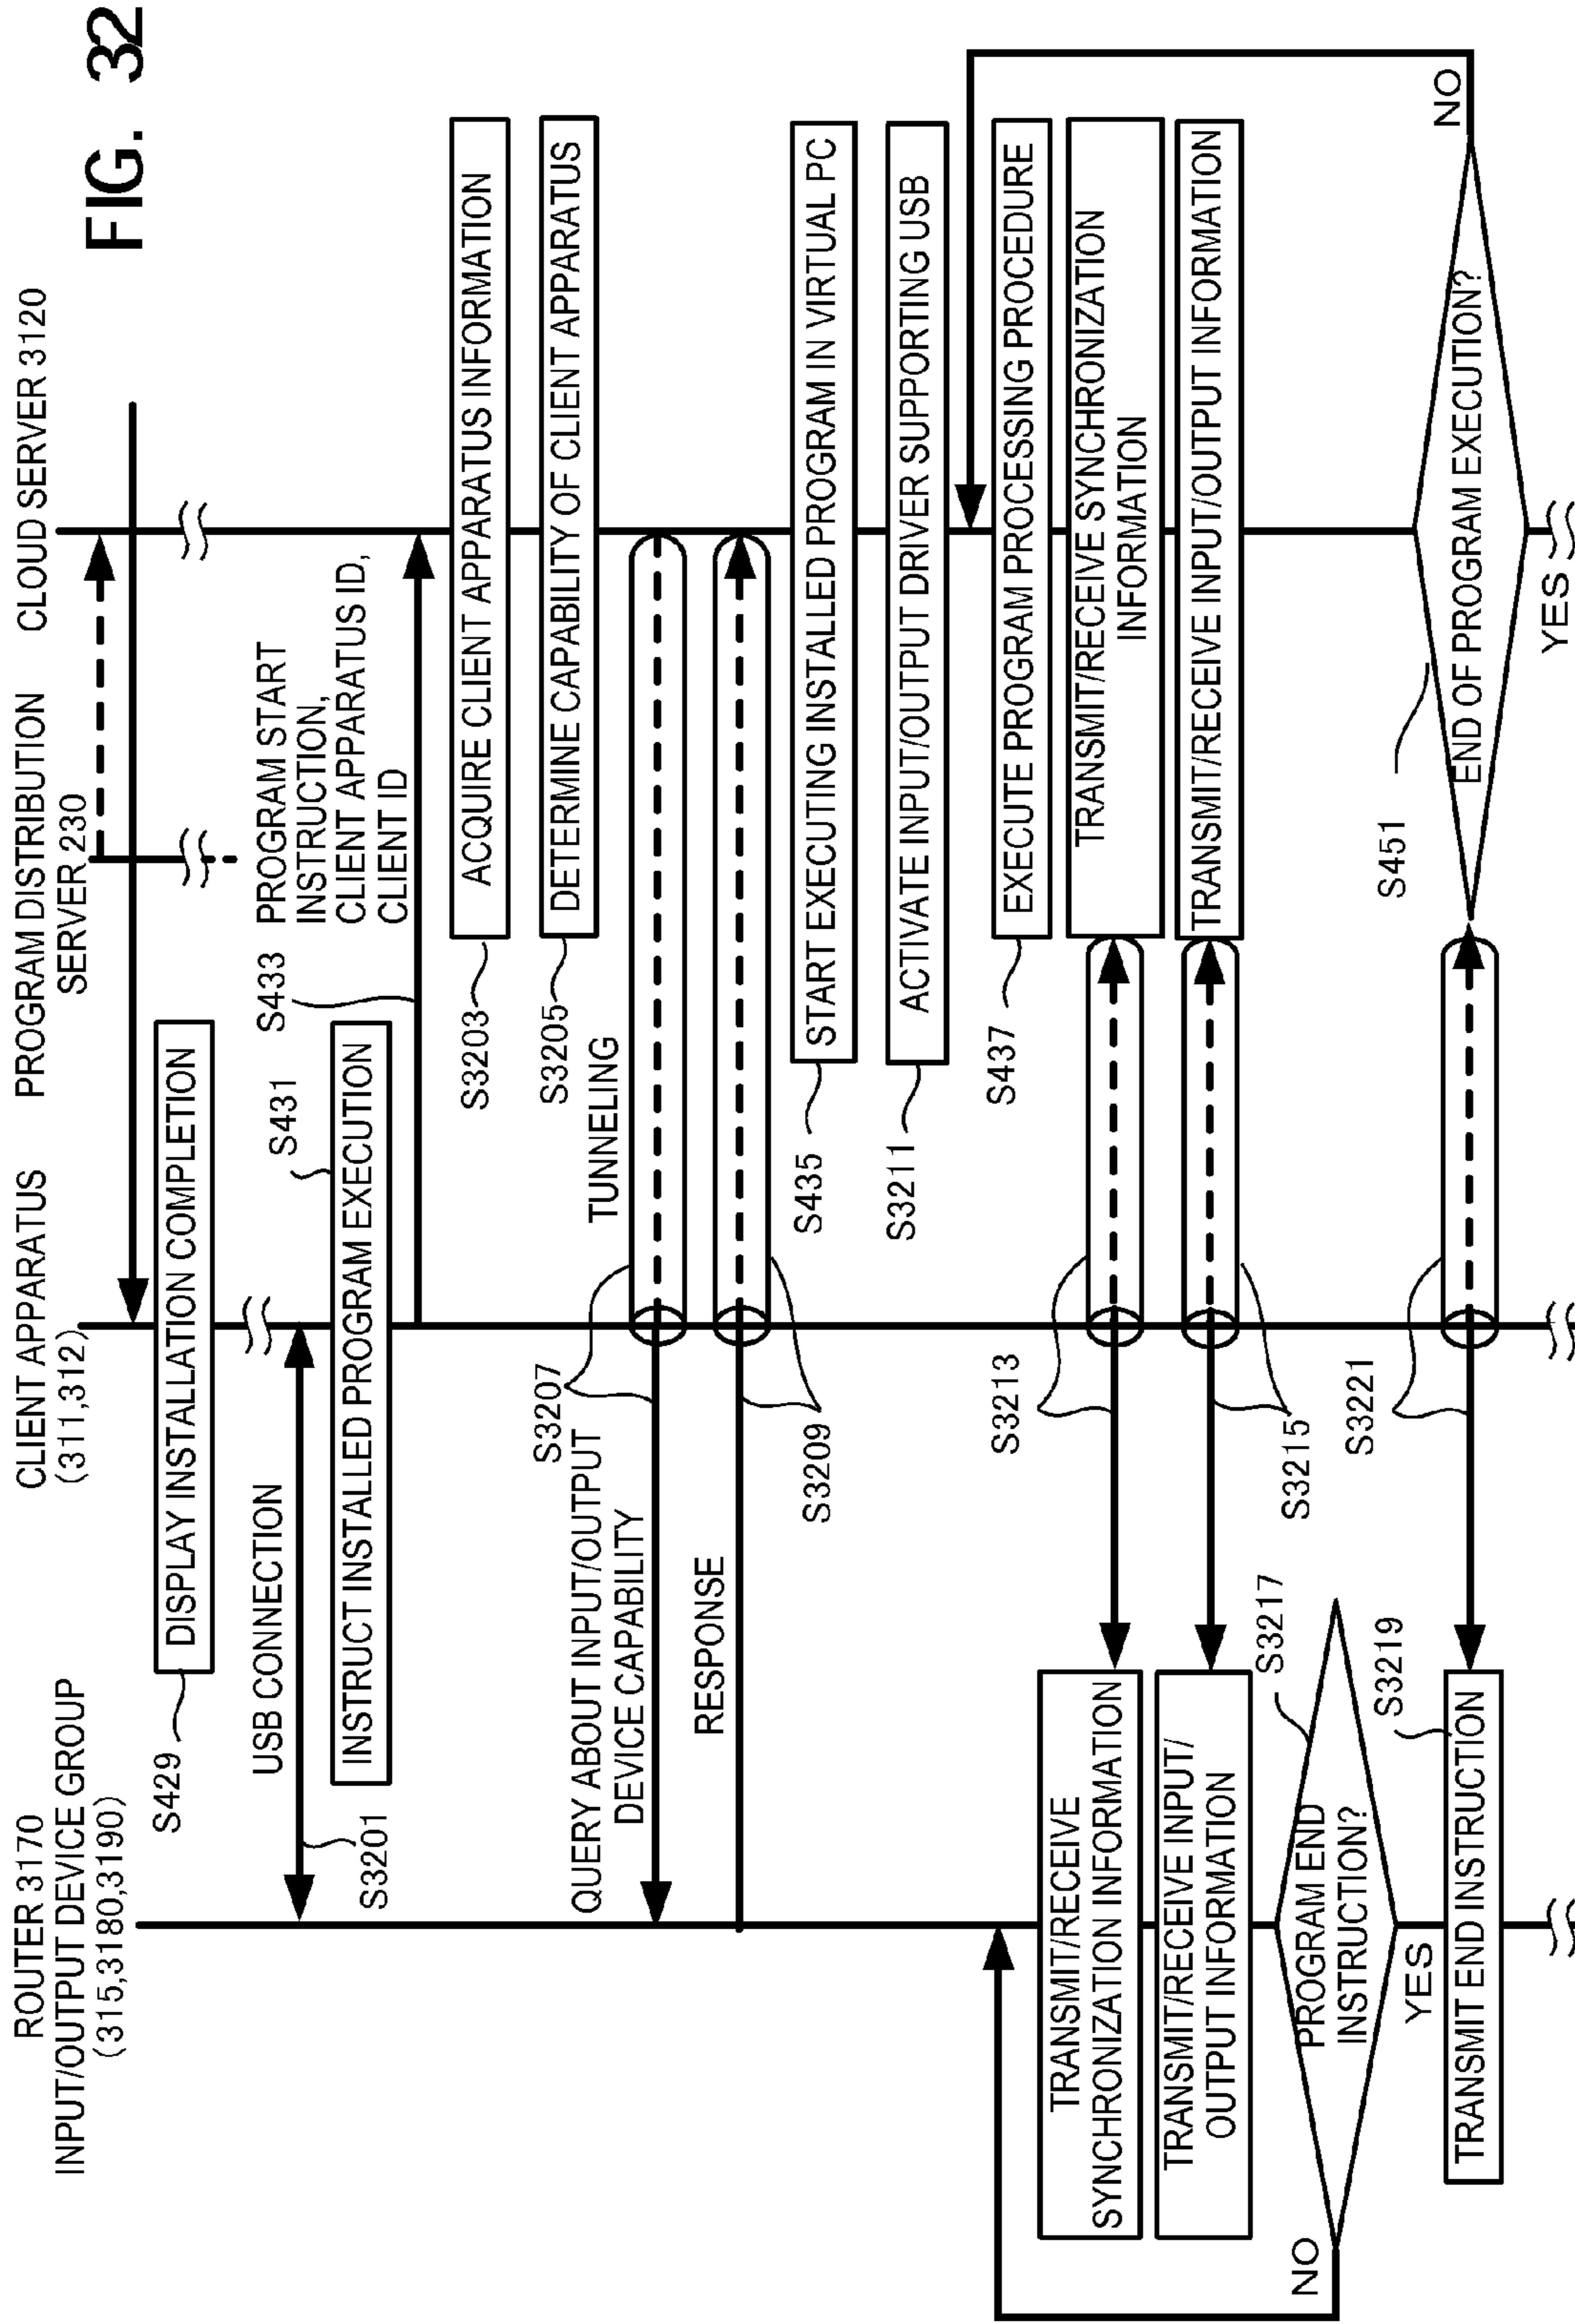 FIG. 32
ROUTER 3170
INPUT/OUTPUT DEVICE GROUP
(315,3180,3190)
CLIENT APPARATUS
(311,312)
PROGRAM DISTRIBUTION
SERVER 230
CLOUD SERVER 3120
S429
DISPLAY INSTALLATION COMPLETION
USB CONNECTION
S3201
S431
INSTRUCT INSTALLED PROGRAM EXECUTION
S433
PROGRAM START
INSTRUCTION,
CLIENT APPARATUS ID,
CLIENT ID
S3203
ACQUIRE CLIENT APPARATUS INFORMATION
S3205
DETERMINE CAPABILITY OF CLIENT APPARATUS
TUNNELING
S3207
QUERY ABOUT INPUT/OUTPUT
DEVICE CAPABILITY
RESPONSE
S3209
S435
START EXECUTING INSTALLED PROGRAM IN VIRTUAL PC
S3211
ACTIVATE INPUT/OUTPUT DRIVER SUPPORTING USB
S437
EXECUTE PROGRAM PROCESSING PROCEDURE
TRANSMIT/RECEIVE
SYNCHRONIZATION INFORMATION
S3213
TRANSMIT/RECEIVE SYNCHRONIZATION
INFORMATION
TRANSMIT/RECEIVE INPUT/
OUTPUT INFORMATION
S3215
TRANSMIT/RECEIVE INPUT/OUTPUT INFORMATION
S3217
PROGRAM END
INSTRUCTION?
NO
YES
S3219
TRANSMIT END INSTRUCTION
S3221
S451
END OF PROGRAM EXECUTION?
NO
YES